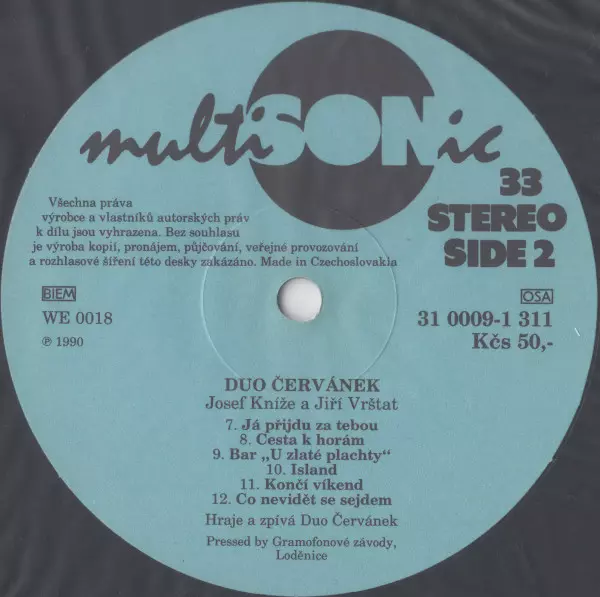 multiSONic
33
STEREO
SIDE 2
Všechna práva
výrobce a vlastníků autorských práv
k dílu jsou vyhrazena. Bez souhlasu
je výroba kopií, pronájem, půjčování, veřejné provozování
a rozhlasové šíření této desky zakázáno. Made in Czechoslovakia
BIEM
WE 0018
℗ 1990
OSA
31 0009-1 311
Kčs 50,-
DUO ČERVÁNEK
Josef Kníže a Jiří Vrštat
7. Já přijdu za tebou
8. Cesta k horám
9. Bar „U zlaté plachty"
10. Island
11. Končí víkend
12. Co nevidět se sejdem
Hraje a zpívá Duo Červánek
Pressed by Gramofonové závody,
Loděnice